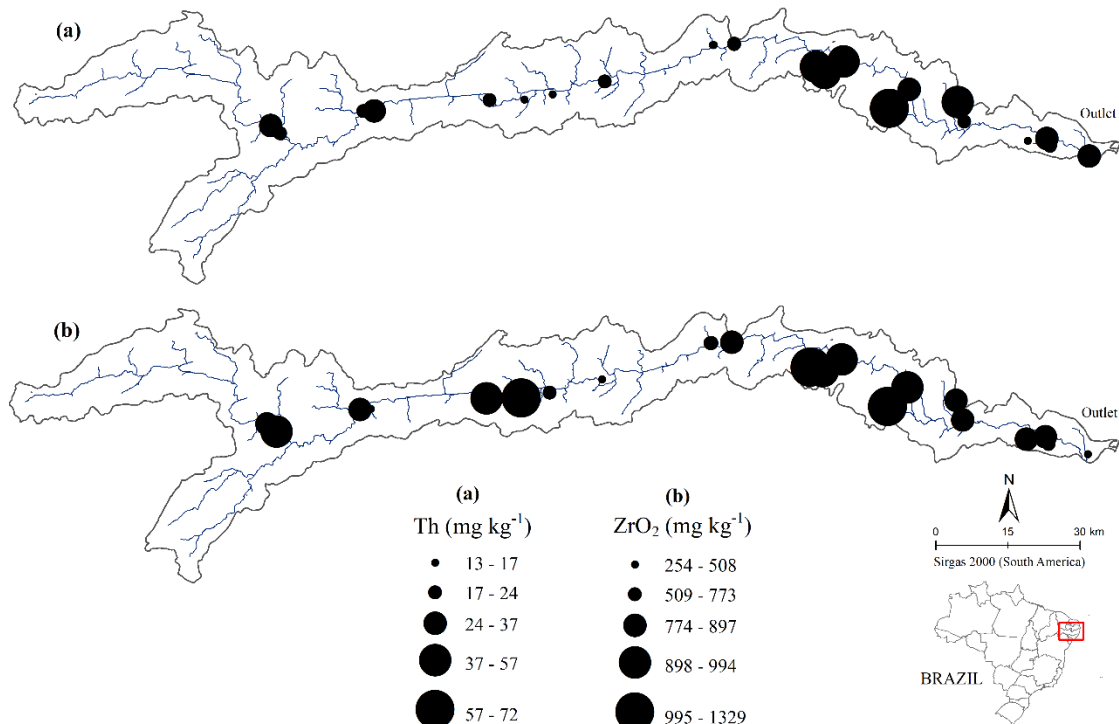 (a)
Outlet
(b)
Outlet
(a)
Th (mg kg⁻¹)
13 - 17
17 - 24
24 - 37
37 - 57
57 - 72
(b)
ZrO₂ (mg kg⁻¹)
254 - 508
509 - 773
774 - 897
898 - 994
995 - 1329
N
0 15 30 km
Sirgas 2000 (South America)
BRAZIL